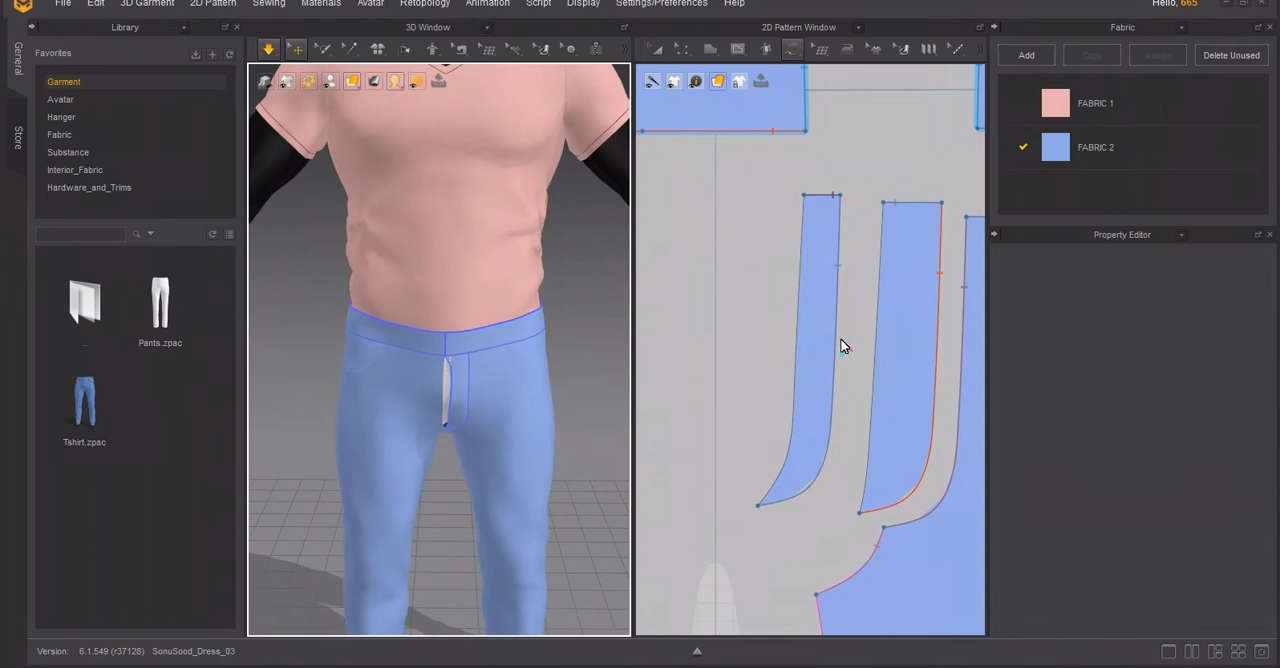 File Edit 3D Garment 2D Pattern Sewing Materials Avatar Retopology Animation Script Display Settings/Preferences Help Hello, 665
Library 3D Window 2D Pattern Window Fabric
General
Store
Favorites
Garment
Avatar
Hanger
Fabric
Substance
Interior_Fabric
Hardware_and_Trims
..
Pants.zpac
Tshirt.zpac
Add Copy Assign Delete Unused
FABRIC 1
FABRIC 2
Property Editor
Version: 6.1.549 (r37128) SonuSood_Dress_03